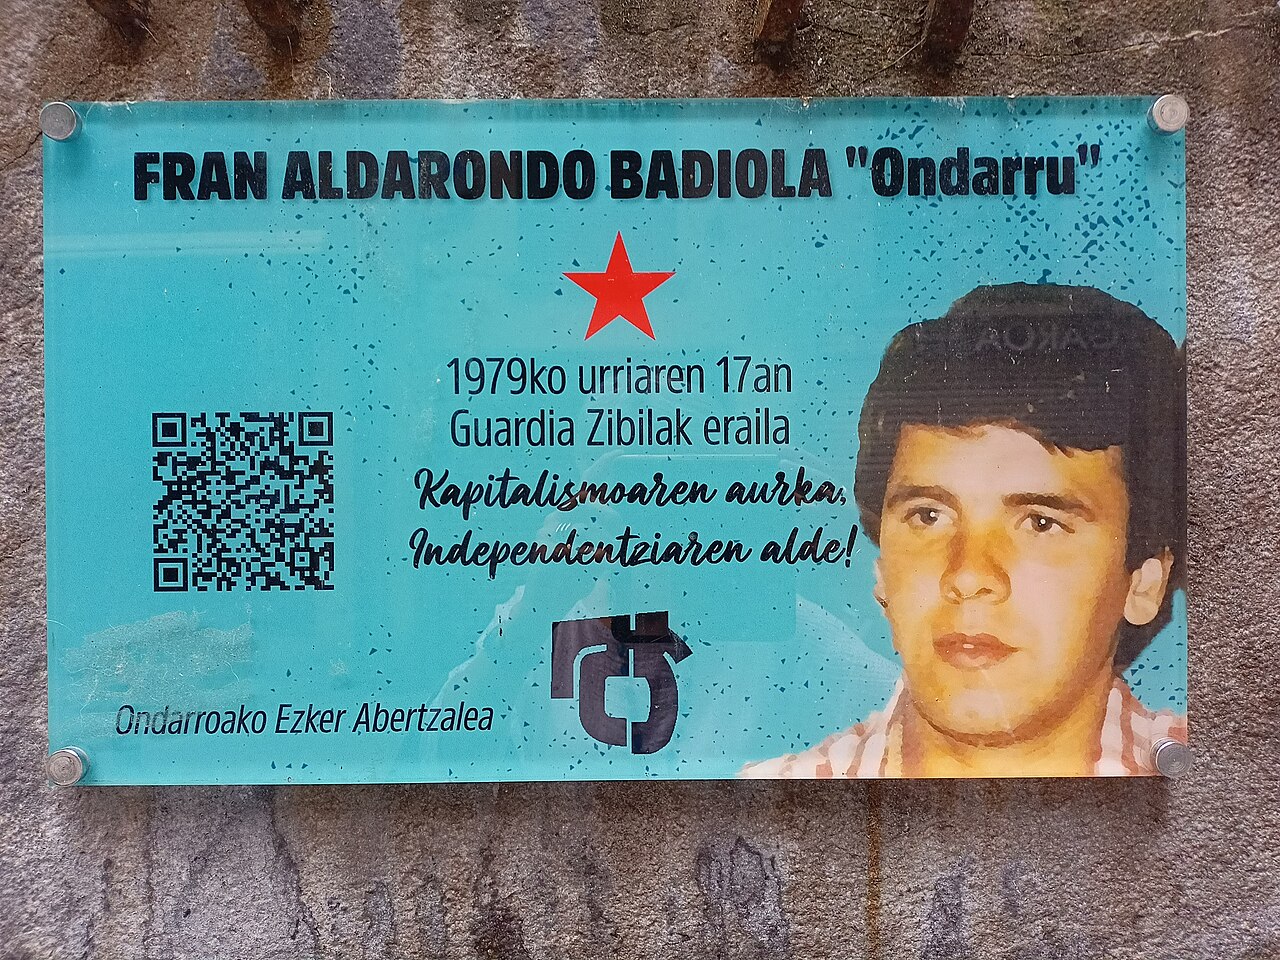 FRAN ALDARONDO BADIOLA "Ondarru"
1979ko urriaren 17an
Guardia Zibilak eraila
Kapitalismoaren aurka,
Independentziaren alde!
Ondarroako Ezker Abertzalea